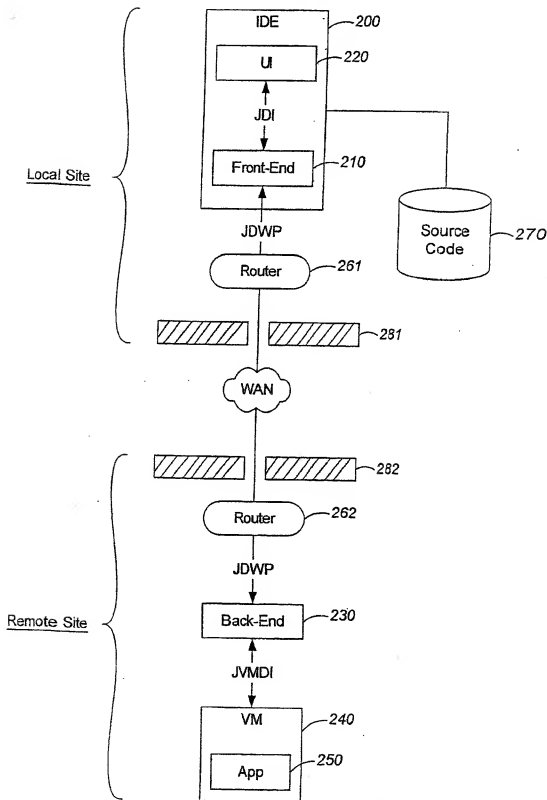 IDE
200
UI
220
JDI
Front-End
210
Local Site
JDWP
Source
Code
270
Router
261
281
WAN
282
Router
262
JDWP
Remote Site
Back-End
230
JVMDI
VM
240
App
250